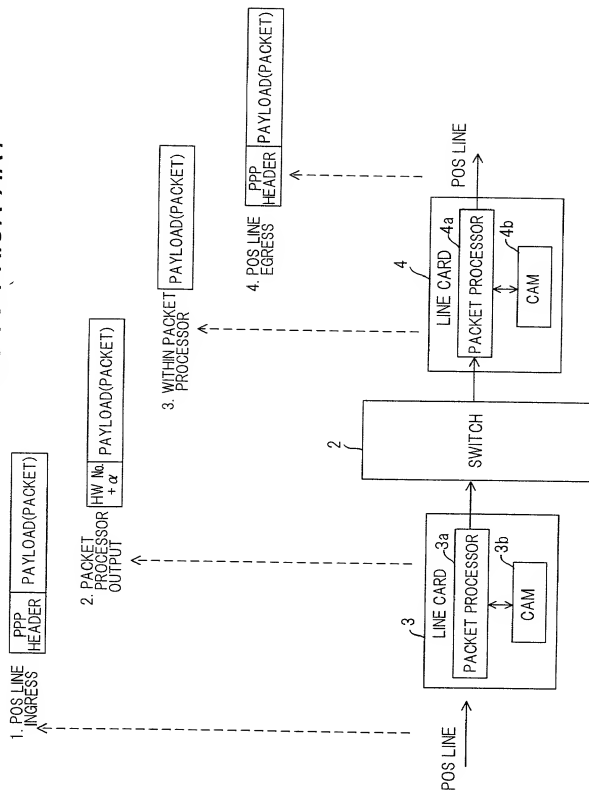 1. POS LINE
INGRESS
PPP
HEADER
PAYLOAD(PACKET)
2. PACKET
PROCESSOR
OUTPUT
HW No.
+ α
PAYLOAD(PACKET)
3. WITHIN PACKET
PROCESSOR
PAYLOAD(PACKET)
4. POS LINE
EGRESS
PPP
HEADER
PAYLOAD(PACKET)
POS LINE
3
LINE CARD
3a
PACKET PROCESSOR
3b
CAM
2
SWITCH
4
LINE CARD
4a
PACKET PROCESSOR
4b
CAM
POS LINE